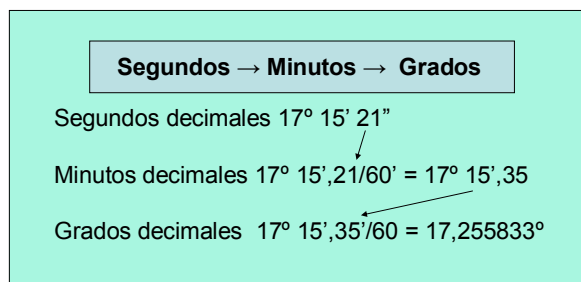 Segundos → Minutos → Grados
Segundos decimales 17º 15’ 21”
Minutos decimales 17º 15’,21/60’ = 17º 15’,35
Grados decimales 17º 15’,35’/60 = 17,255833º